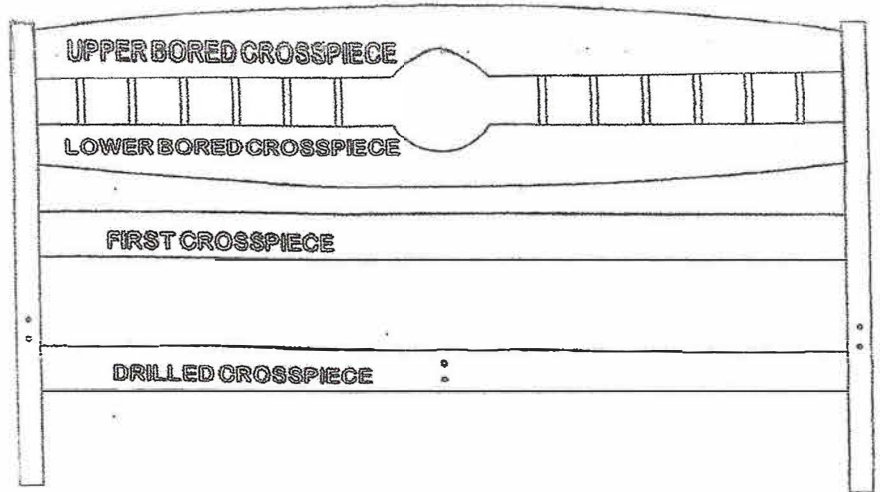 UPPER BORED CROSSPIECE
LOWER BORED CROSSPIECE
FIRST CROSSPIECE
DRILLED CROSSPIECE